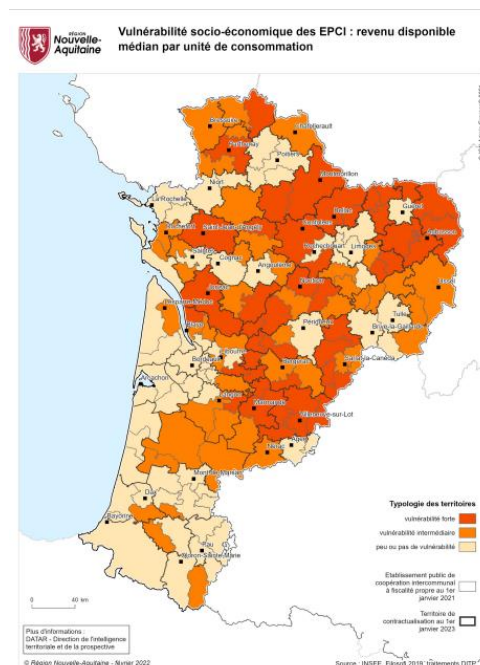 RÉGION
Nouvelle-
Aquitaine
Vulnérabilité socio-économique des EPCI : revenu disponible
médian par unité de consommation
Bressuire
Châtellerault
Parthenay
Poitiers
Montmorillon
Niort
La Rochelle
Guéret
Bellac
Aubusson
Rochefort
Saint-Jean-d'Angély
Confolens
Rochechouart
Limoges
Saintes
Cognac
Angoulême
Ussel
Jonzac
Nontron
Lesparre-Médoc
Tulle
Périgueux
Brive-la-Gaillarde
Blaye
Libourne
Bordeaux
Bergerac
Sarlat-la-Canéda
Arcachon
Langon
Marmande
Villeneuve-sur-Lot
Agen
Nérac
Mont-de-Marsan
Dax
Bayonne
Pau
Oloron-Sainte-Marie
Typologie des territoires
vulnérabilité forte
vulnérabilité intermédiaire
peu ou pas de vulnérabilité
Etablissement public de
coopération intercommunal
à fiscalité propre au 1er
janvier 2021
Territoire de
contractualisation au 1er
janvier 2023
0 40 km
Plus d'informations :
DATAR - Direction de l'intelligence
territoriale et de la prospective
© Région Nouvelle-Aquitaine - février 2022
Source : INSEE, Filosofi 2019, Traitements DITP